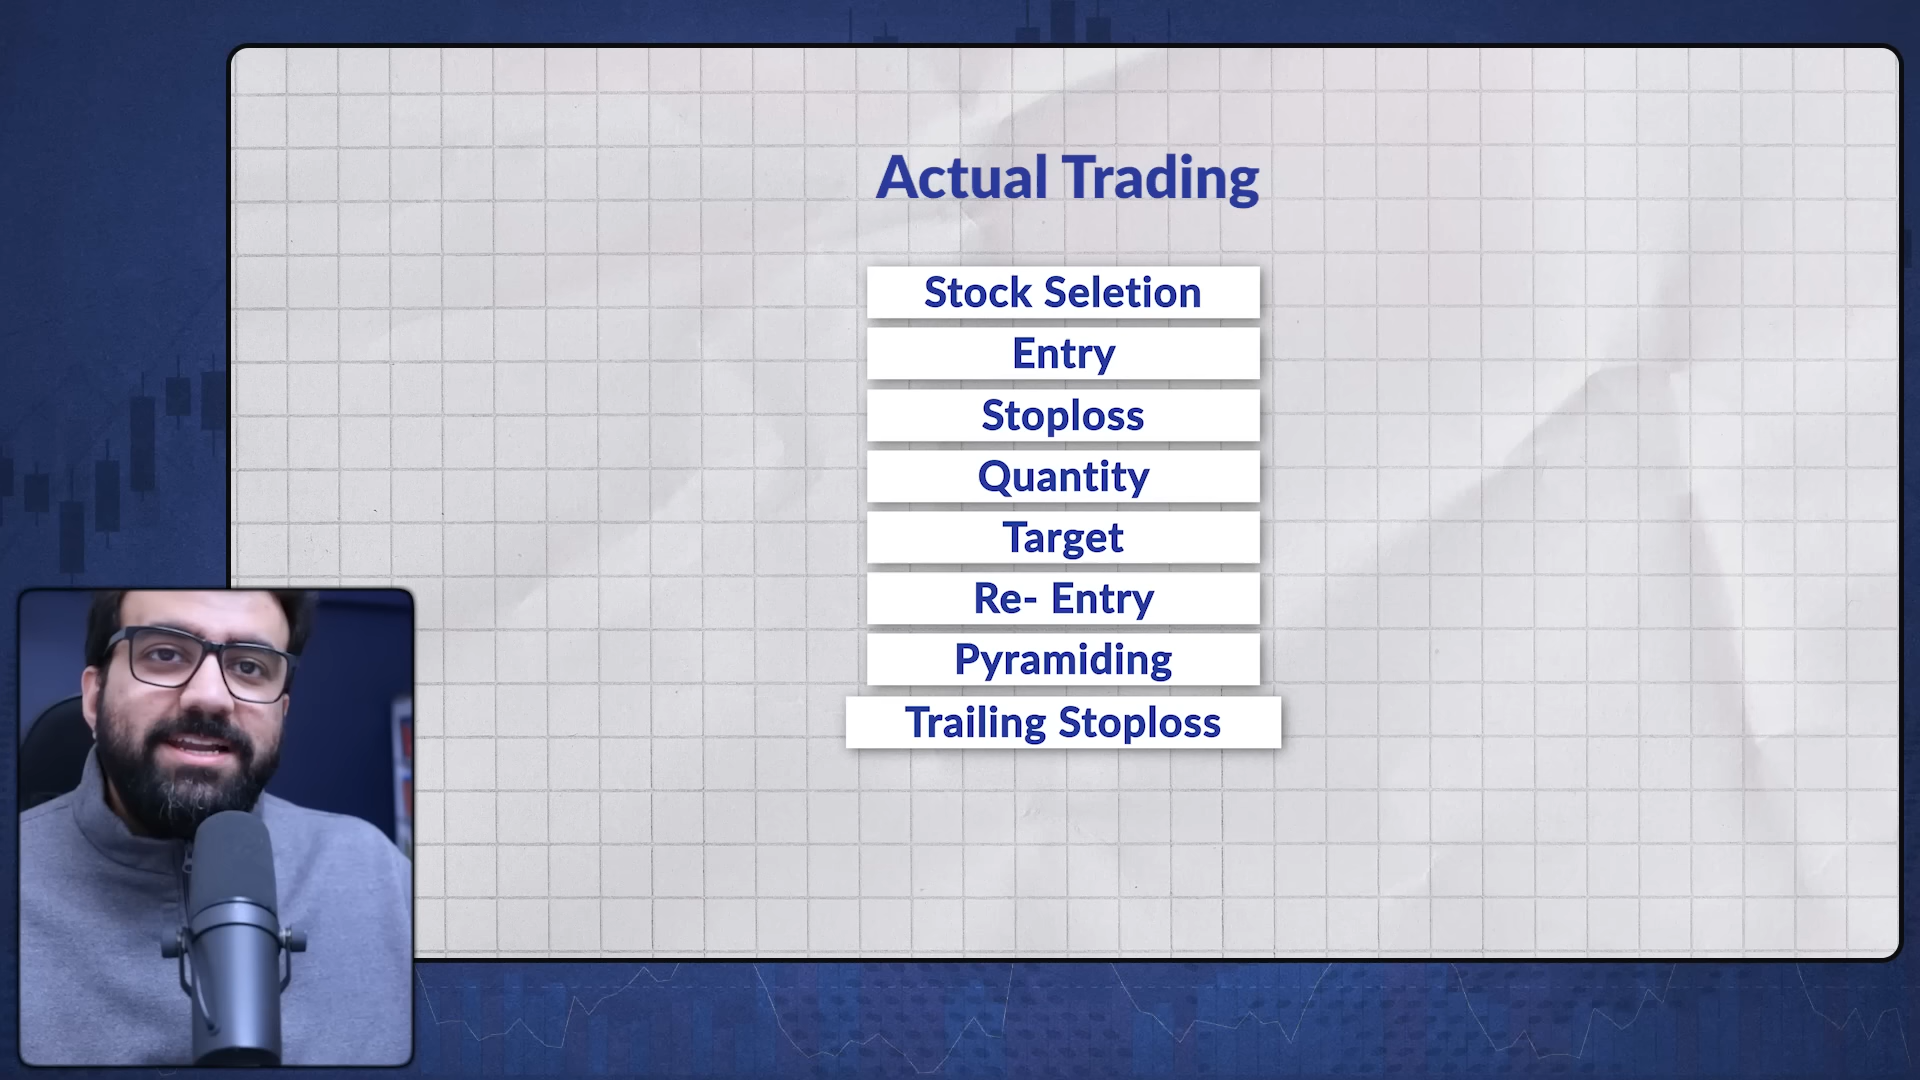 Actual Trading
Stock Seletion
Entry
Stoploss
Quantity
Target
Re- Entry
Pyramiding
Trailing Stoploss